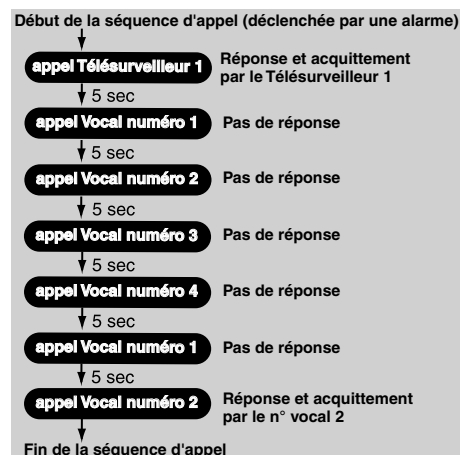 Début de la séquence d'appel (déclenchée par une alarme)
appel Télésurveilleur 1
Réponse et acquittement
par le Télésurveilleur 1
5 sec
appel Vocal numéro 1
Pas de réponse
5 sec
appel Vocal numéro 2
Pas de réponse
5 sec
appel Vocal numéro 3
Pas de réponse
5 sec
appel Vocal numéro 4
Pas de réponse
5 sec
appel Vocal numéro 1
Pas de réponse
5 sec
appel Vocal numéro 2
Réponse et acquittement
par le n° vocal 2
Fin de la séquence d'appel